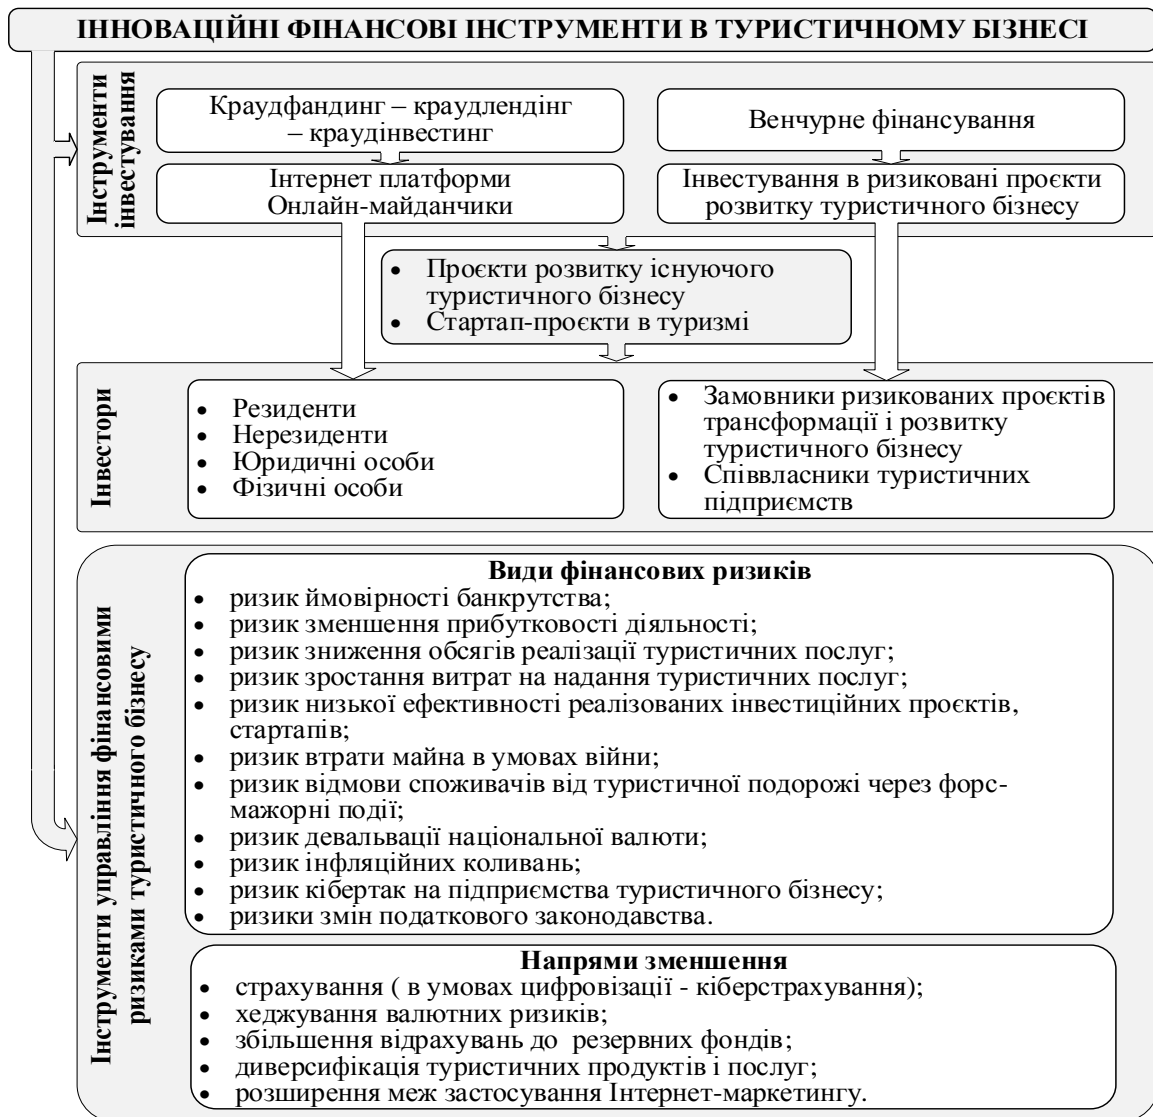 ІННОВАЦІЙНІ ФІНАНСОВІ ІНСТРУМЕНТИ В ТУРИСТИЧНОМУ БІЗНЕСІ
Інструменти
інвестування
Краудфандинг – краудлендінг
– краудінвестинг
Венчурне фінансування
Інтернет платформи
Онлайн-майданчики
Інвестування в ризиковані проєкти
розвитку туристичного бізнесу
• Проєкти розвитку існуючого
туристичного бізнесу
• Стартап-проєкти в туризмі
Інвестори
• Резиденти
• Нерезиденти
• Юридичні особи
• Фізичні особи
• Замовники ризикованих проєктів
трансформації і розвитку
туристичного бізнесу
• Співвласники туристичних
підприємств
Інструменти управління фінансовими
ризиками туристичного бізнесу
Види фінансових ризиків
• ризик ймовірності банкрутства;
• ризик зменшення прибутковості діяльності;
• ризик зниження обсягів реалізації туристичних послуг;
• ризик зростання витрат на надання туристичних послуг;
• ризик низької ефективності реалізованих інвестиційних проєктів,
стартапів;
• ризик втрати майна в умовах війни;
• ризик відмови споживачів від туристичної подорожі через форс-
мажорні події;
• ризик девальвації національної валюти;
• ризик інфляційних коливань;
• ризик кібертак на підприємства туристичного бізнесу;
• ризики змін податкового законодавства.
Напрями зменшення
• страхування ( в умовах цифровізації - кіберстрахування);
• хеджування валютних ризиків;
• збільшення відрахувань до резервних фондів;
• диверсифікація туристичних продуктів і послуг;
• розширення меж застосування Інтернет-маркетингу.